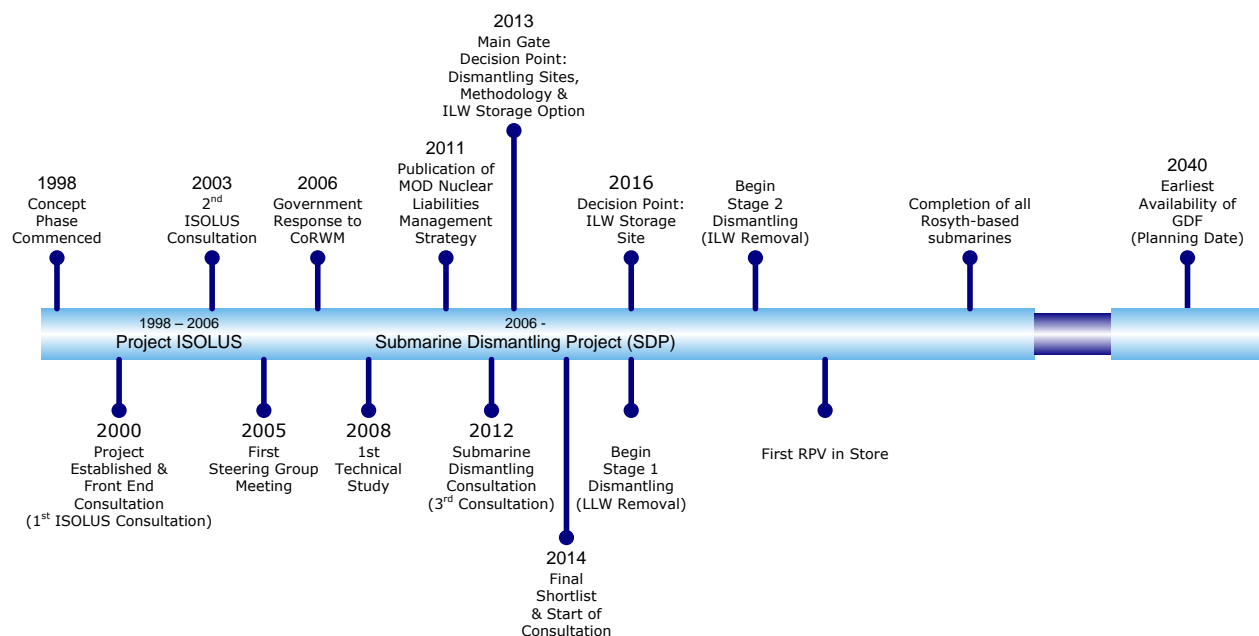 2013
Main Gate
Decision Point:
Dismantling Sites,
Methodology &
ILW Storage Option
2011
Publication of
MOD Nuclear
Liabilities
Management
Strategy
1998
Concept
Phase
Commenced
2003
2nd
ISOLUS
Consultation
2006
Government
Response to
CoRWM
2016
Decision Point:
ILW Storage
Site
Begin
Stage 2
Dismantling
(ILW Removal)
Completion of all
Rosyth-based
submarines
2040
Earliest
Availability of
GDF
(Planning Date)
1998 – 2006
Project ISOLUS
2006 -
Submarine Dismantling Project (SDP)
2000
Project
Established &
Front End
Consultation
(1st ISOLUS Consultation)
2005
First
Steering Group
Meeting
2008
1st
Technical
Study
2012
Submarine
Dismantling
Consultation
(3rd Consultation)
Begin
Stage 1
Dismantling
(LLW Removal)
First RPV in Store
2014
Final
Shortlist
& Start of
Consultation